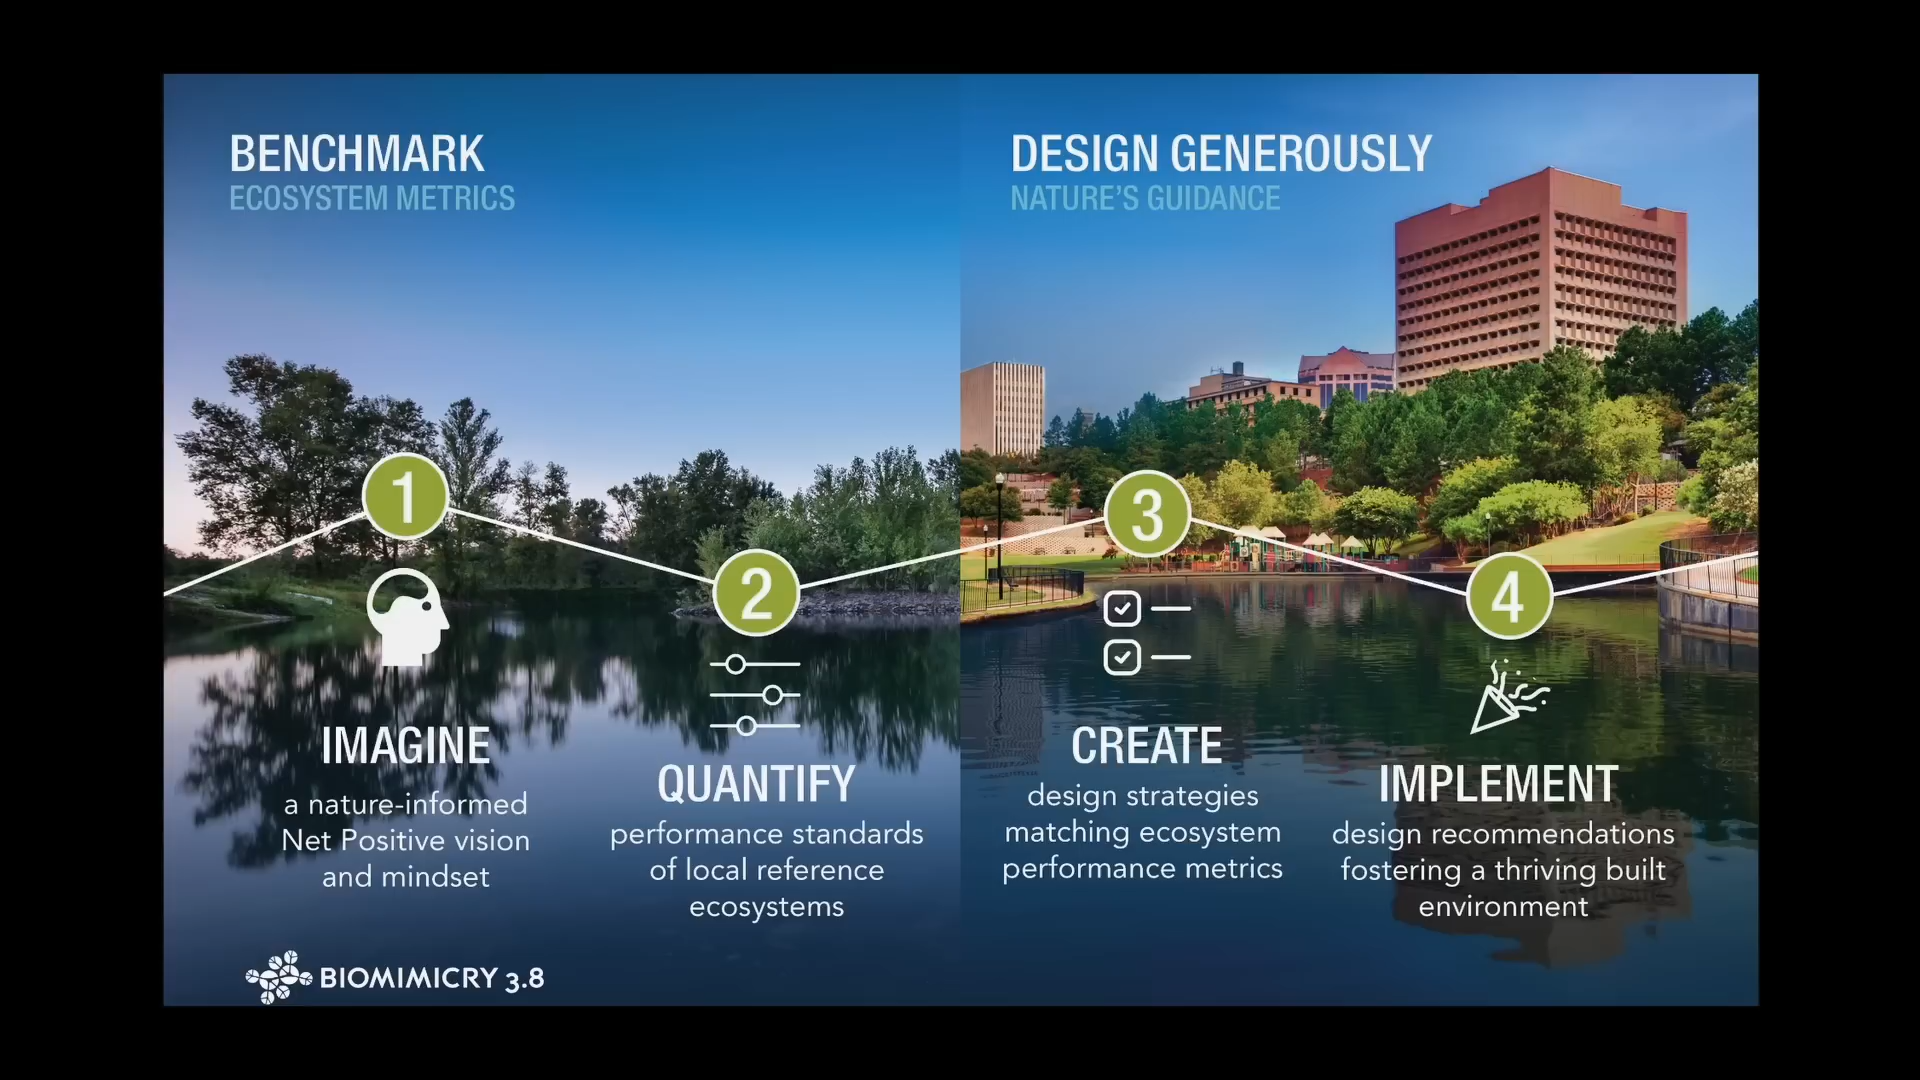 BENCHMARK
ECOSYSTEM METRICS
1
IMAGINE
a nature-informed
Net Positive vision
and mindset
2
QUANTIFY
performance standards
of local reference
ecosystems
DESIGN GENEROUSLY
NATURE'S GUIDANCE
3
CREATE
design strategies
matching ecosystem
performance metrics
4
IMPLEMENT
design recommendations
fostering a thriving built
environment
BIOMIMICRY 3.8